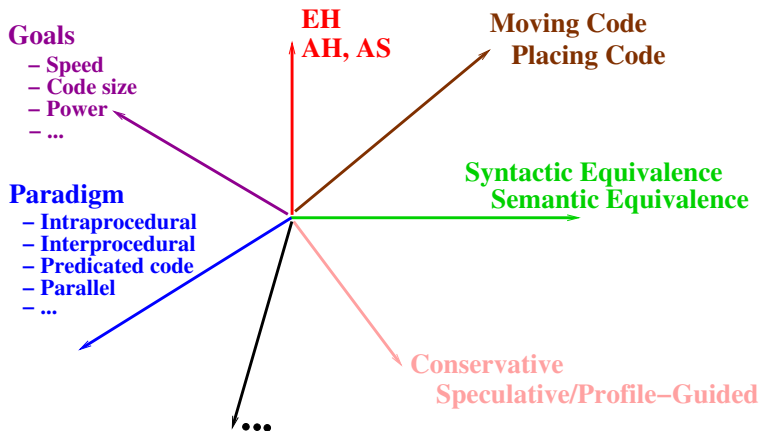 EH
AH, AS
Goals
– Speed
– Code size
– Power
– ...
Moving Code
Placing Code
Syntactic Equivalence
Semantic Equivalence
Paradigm
– Intraprocedural
– Interprocedural
– Predicated code
– Parallel
– ...
Conservative
Speculative/Profile–Guided
...